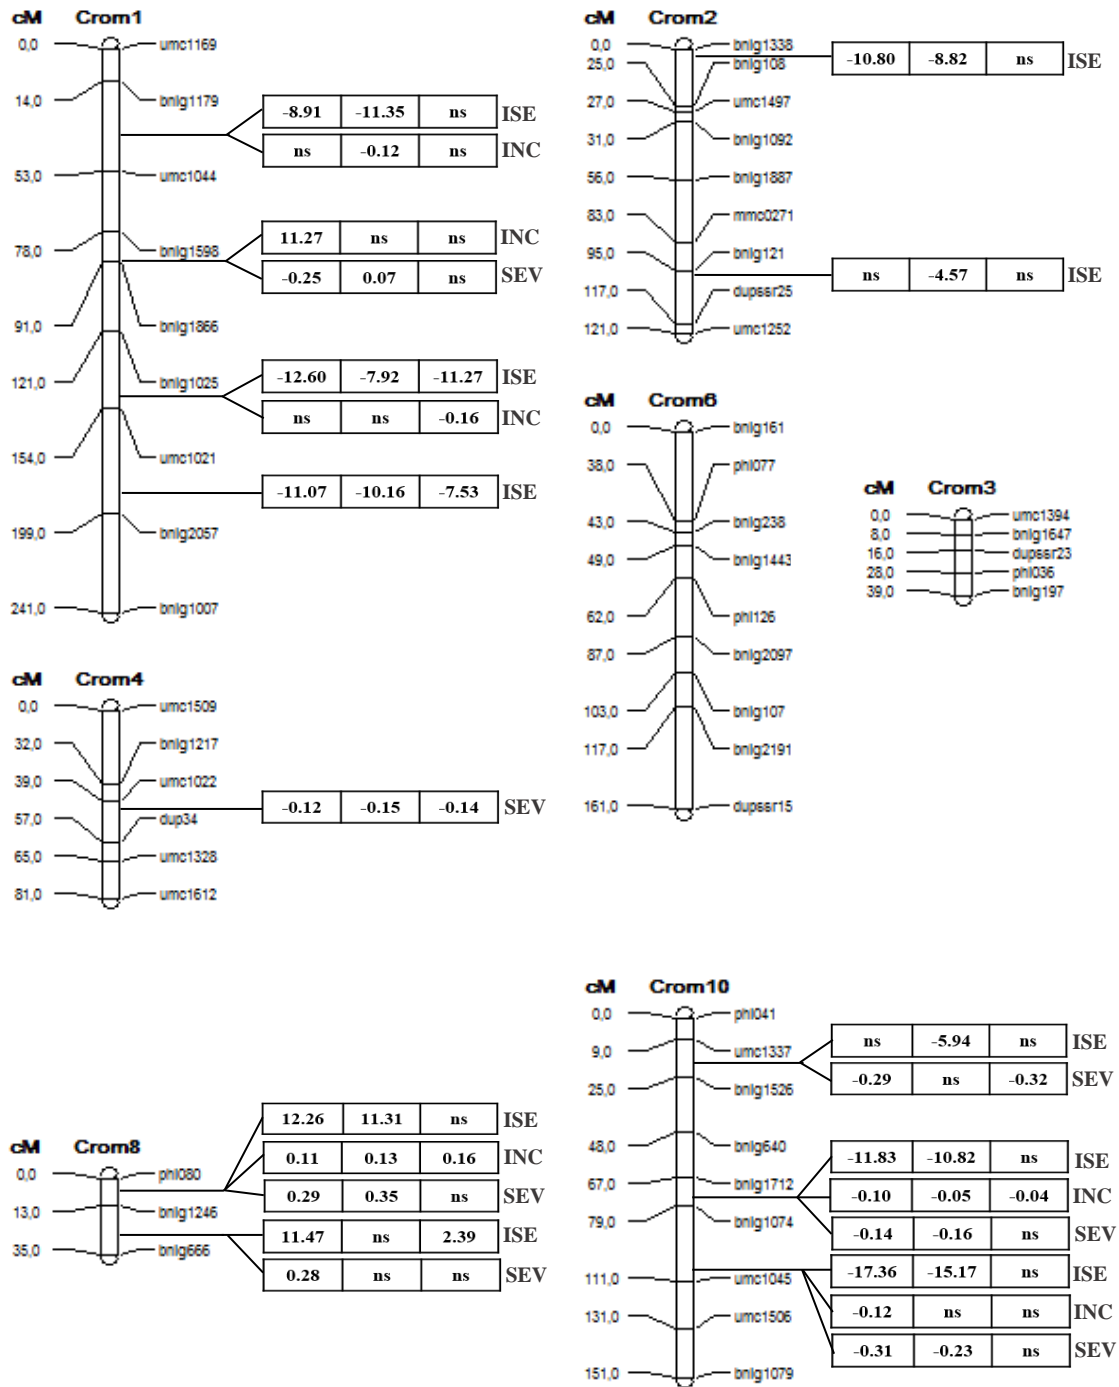 cM Crom1
0,0 umc1169
14,0 bnlg1179
-8.91 -11.35 ns ISE
ns -0.12 ns INC
53,0 umc1044
11.27 ns ns INC
78,0 bnlg1598
-0.25 0.07 ns SEV
91,0 bnlg1866
121,0 bnlg1025
-12.60 -7.92 -11.27 ISE
ns ns -0.16 INC
154,0 umc1021
-11.07 -10.16 -7.53 ISE
199,0 bnlg2057
241,0 bnlg1007
cM Crom2
0,0 bnlg1338
-10.80 -8.82 ns ISE
25,0 bnlg108
27,0 umc1497
31,0 bnlg1092
56,0 bnlg1887
83,0 mmc0271
95,0 bnlg121
ns -4.57 ns ISE
117,0 dupssr25
121,0 umc1252
cM Crom6
0,0 bnlg161
38,0 phi077
43,0 bnlg238
49,0 bnlg1443
62,0 phi126
87,0 bnlg2097
103,0 bnlg107
117,0 bnlg2191
161,0 dupssr15
cM Crom3
0,0 umc1394
8,0 bnlg1647
16,0 dupssr23
28,0 phi036
39,0 bnlg197
cM Crom4
0,0 umc1509
32,0 bnlg1217
39,0 umc1022
-0.12 -0.15 -0.14 SEV
57,0 dup34
65,0 umc1328
81,0 umc1612
cM Crom8
12.26 11.31 ns ISE
0.11 0.13 0.16 INC
0,0 phi080
0.29 0.35 ns SEV
13,0 bnlg1246
11.47 ns 2.39 ISE
35,0 bnlg666
0.28 ns ns SEV
cM Crom10
0,0 phi041
ns -5.94 ns ISE
9,0 umc1337
-0.29 ns -0.32 SEV
25,0 bnlg1526
48,0 bnlg640
-11.83 -10.82 ns ISE
67,0 bnlg1712
-0.10 -0.05 -0.04 INC
79,0 bnlg1074
-0.14 -0.16 ns SEV
-17.36 -15.17 ns ISE
111,0 umc1045
-0.12 ns ns INC
131,0 umc1506
-0.31 -0.23 ns SEV
151,0 bnlg1079